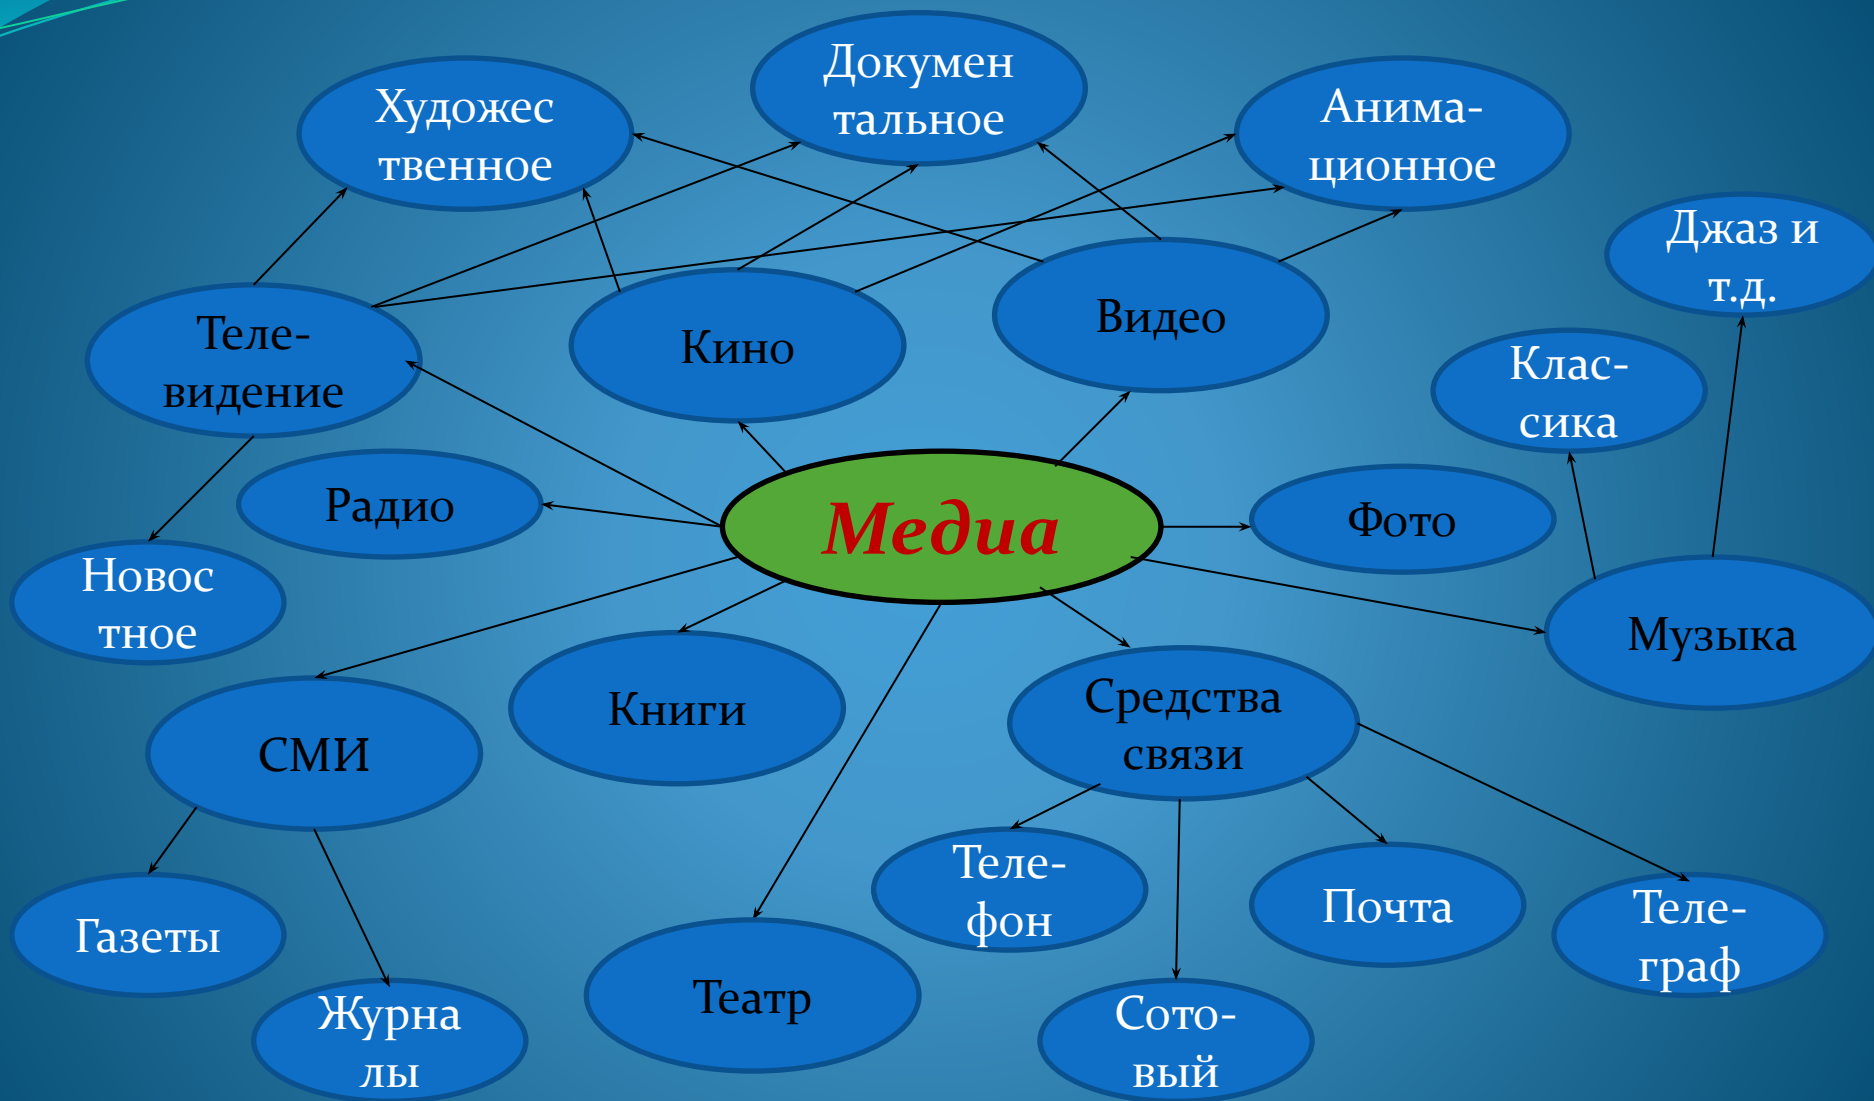 Докумен
тальное
Художес
твенное
Анима-
ционное
Джаз и
т.д.
Теле-
видение
Кино
Видео
Клас-
сика
Радио
Медиа
Фото
Новос
тное
Музыка
СМИ
Книги
Средства
связи
Газеты
Теле-
фон
Почта
Теле-
граф
Журна
лы
Театр
Сото-
вый